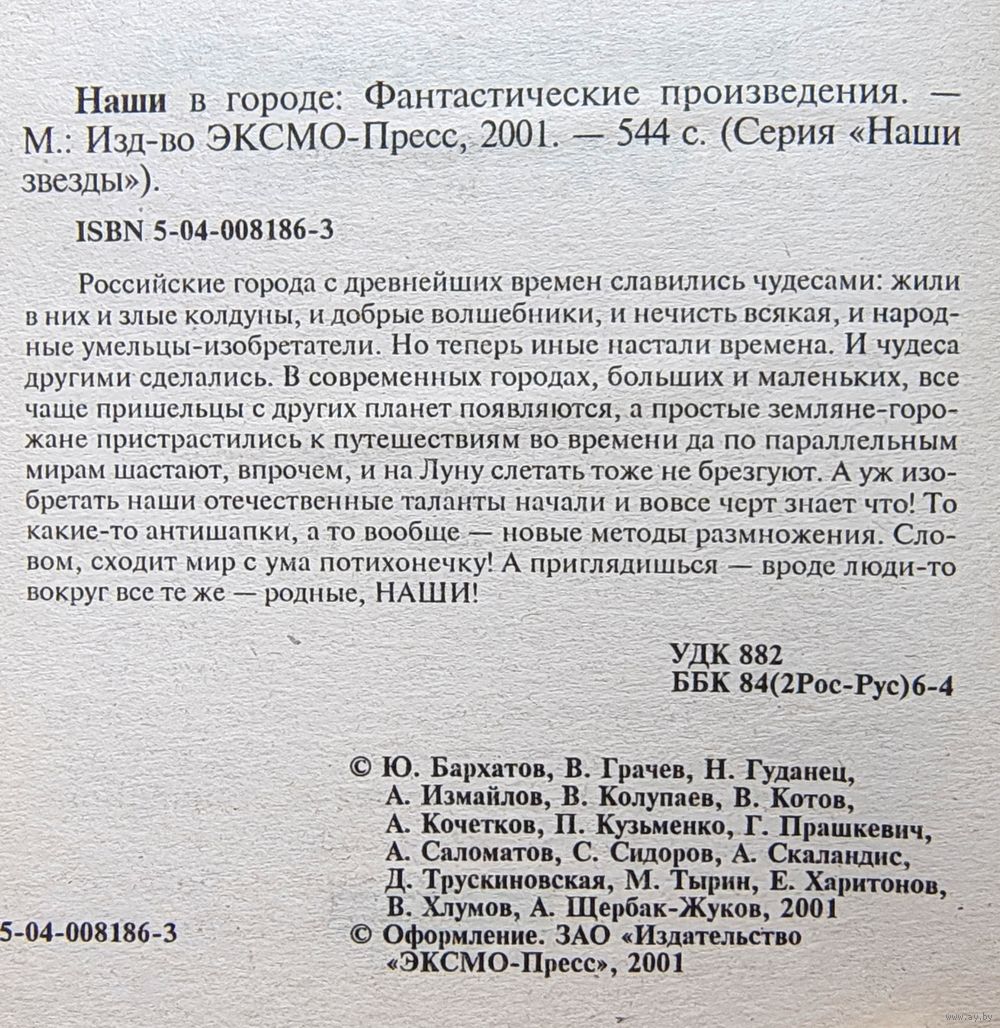 Наши в городе: Фантастические произведения. —
М.: Изд-во ЭКСМО-Пресс, 2001. — 544 с. (Серия «Наши
звезды»).
ISBN 5-04-008186-3
Российские города с древнейших времен славились чудесами: жили
в них и злые колдуны, и добрые волшебники, и нечисть всякая, и народ-
ные умельцы-изобретатели. Но теперь иные настали времена. И чудеса
другими сделались. В современных городах, больших и маленьких, все
чаще пришельцы с других планет появляются, а простые земляне-горо-
жане пристрастились к путешествиям во времени да по параллельным
мирам шастают, впрочем, и на Луну слетать тоже не брезгуют. А уж изо-
бретать наши отечественные таланты начали и вовсе черт знает что! То
какие-то антишапки, а то вообще — новые методы размножения. Сло-
вом, сходит мир с ума потихонечку! А приглядишься — вроде люди-то
вокруг все те же — родные, НАШИ!
УДК 882
ББК 84(2Рос-Рус)6-4
© Ю. Бархатов, В. Грачев, Н. Гуданец,
А. Измайлов, В. Колупаев, В. Котов,
А. Кочетков, П. Кузьменко, Г. Прашкевич,
А. Саломатов, С. Сидоров, А. Скаландис,
Д. Трускиновская, М. Тырин, Е. Харитонов,
В. Хлумов, А. Щербак-Жуков, 2001
5-04-008186-3 © Оформление. ЗАО «Издательство
«ЭКСМО-Пресс», 2001
www.ay.by